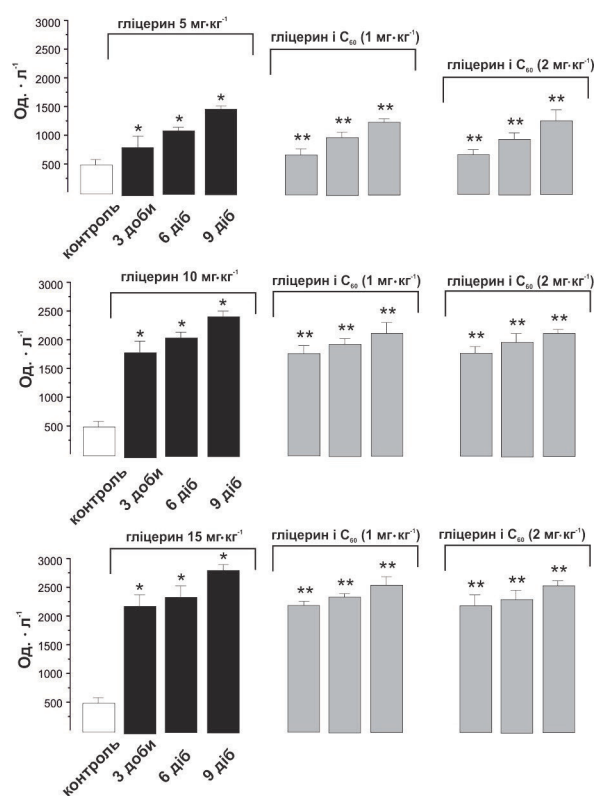 гліцерин 5 мг·кг⁻¹
гліцерин і C₆₀ (1 мг·кг⁻¹)
гліцерин і C₆₀ (2 мг·кг⁻¹)
Од. · л⁻¹
3000
2500
2000
1500
1000
500
* * *
** ** **
** ** **
контроль
3 доби
6 діб
9 діб
гліцерин 10 мг·кг⁻¹
гліцерин і C₆₀ (1 мг·кг⁻¹)
гліцерин і C₆₀ (2 мг·кг⁻¹)
Од. · л⁻¹
3000
2500
2000
1500
1000
500
* * *
** ** **
** ** **
контроль
3 доби
6 діб
9 діб
гліцерин 15 мг·кг⁻¹
гліцерин і C₆₀ (1 мг·кг⁻¹)
гліцерин і C₆₀ (2 мг·кг⁻¹)
Од. · л⁻¹
3000
2500
2000
1500
1000
500
* * *
** ** **
** ** **
контроль
3 доби
6 діб
9 діб